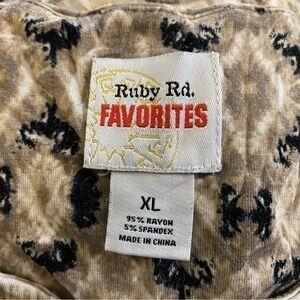 Ruby Rd.
FAVORITES
XL
95% RAYON
5% SPANDEX
MADE IN CHINA